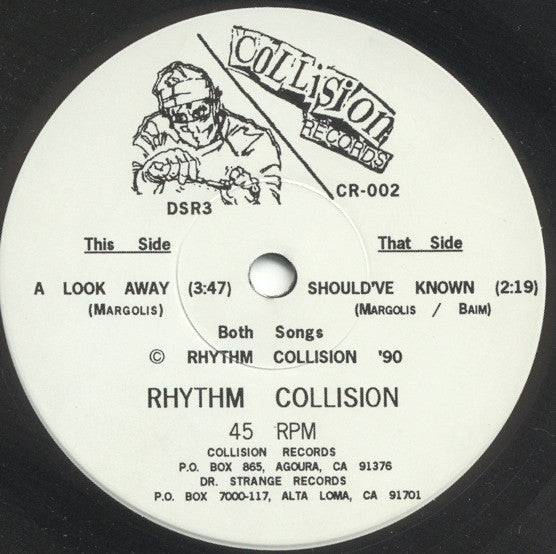 COLLISION
RECORDS
CR-002
DSR3
This Side
That Side
A LOOK AWAY (3:47)
(MARGOLIS)
SHOULD'VE KNOWN (2:19)
(MARGOLIS / BAIM)
Both Songs
© RHYTHM COLLISION '90
RHYTHM COLLISION
45 RPM
COLLISION RECORDS
P.O. BOX 865, AGOURA, CA 91376
DR. STRANGE RECORDS
P.O. BOX 7000-117, ALTA LOMA, CA 91701